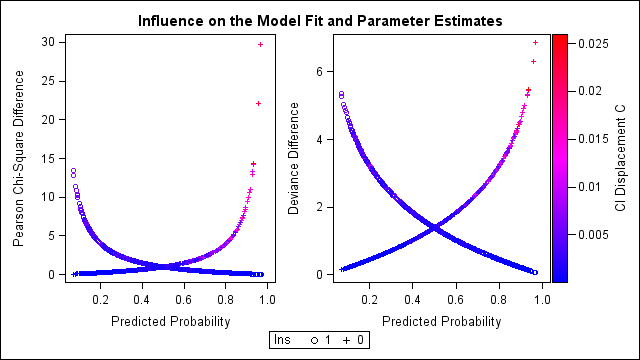 Influence on the Model Fit and Parameter Estimates
Pearson Chi-Square Difference
30
25
20
15
10
5
0
0.2 0.4 0.6 0.8 1.0
Predicted Probability
Deviance Difference
6
4
2
0
0.2 0.4 0.6 0.8 1.0
Predicted Probability
0.025
0.02
0.015
0.01
0.005
CI Displacement C
Ins 1 0